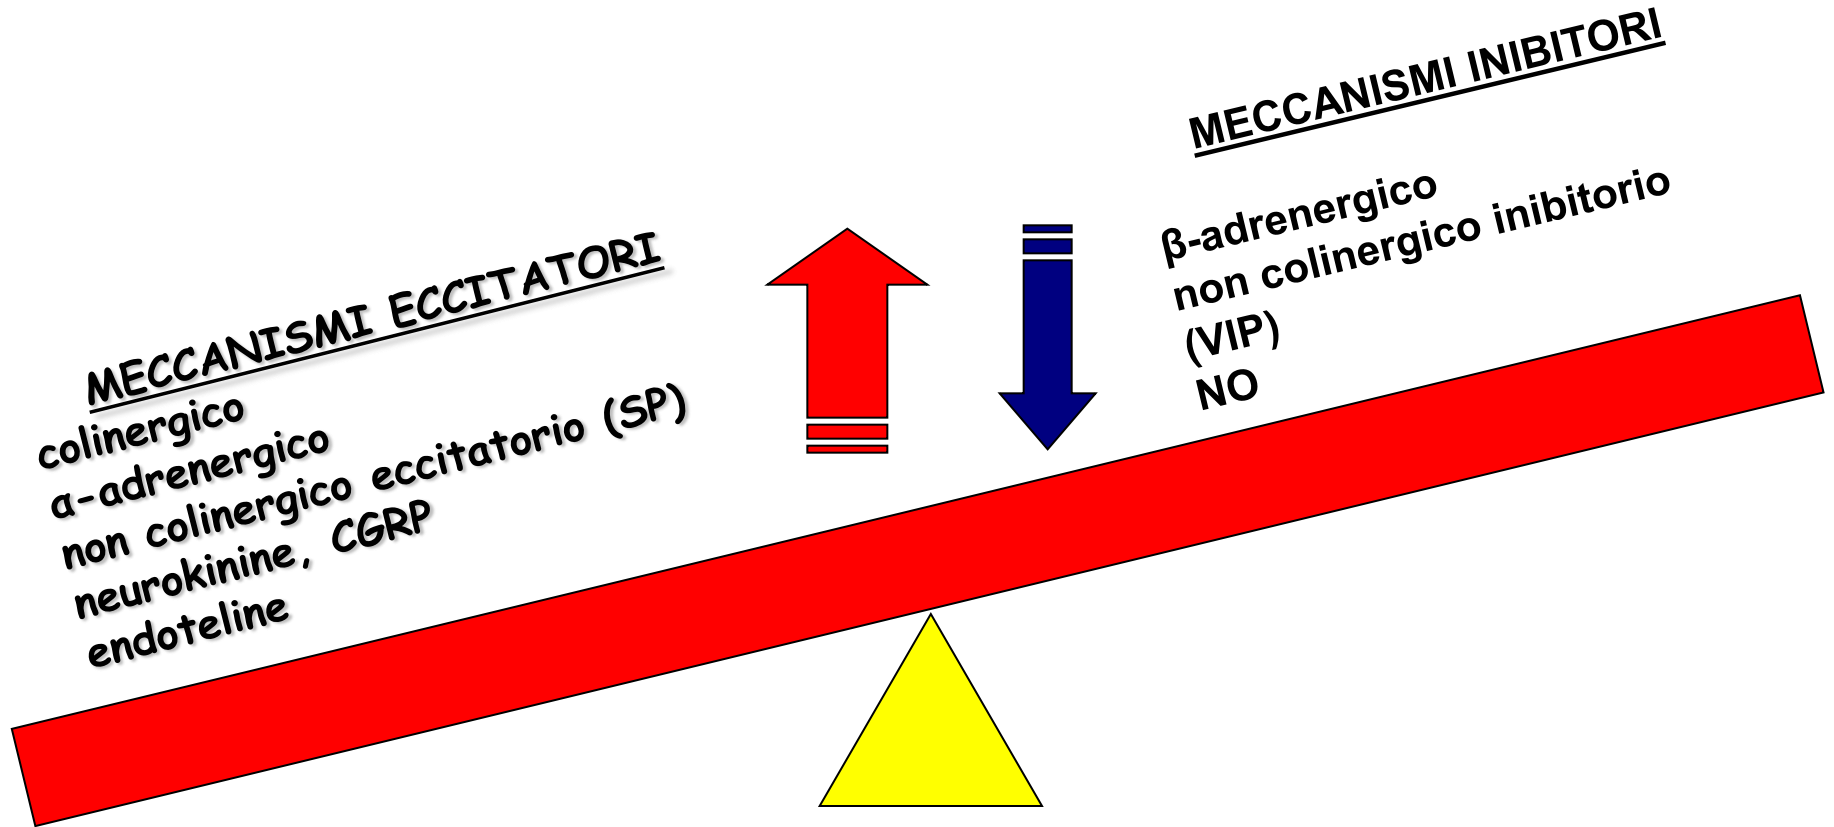 MECCANISMI ECCITATORI
colinergico
α-adrenergico
non colinergico eccitatorio (SP)
neurokinine, CGRP
endoteline
MECCANISMI INIBITORI
β-adrenergico
non colinergico inibitorio
(VIP)
NO